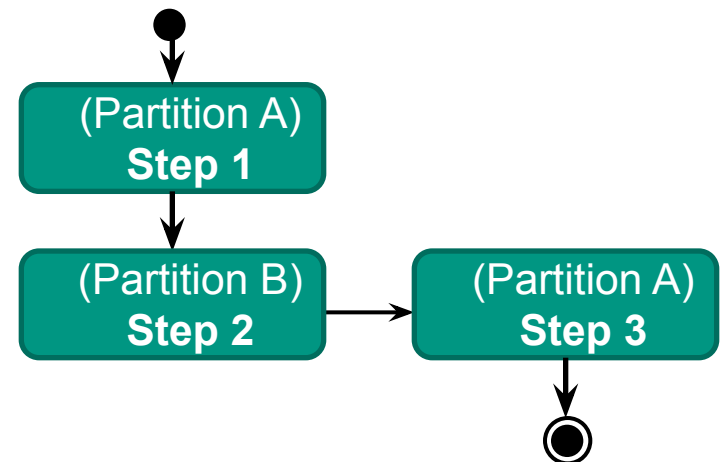 (Partition A)
Step 1
(Partition B)
Step 2
(Partition A)
Step 3